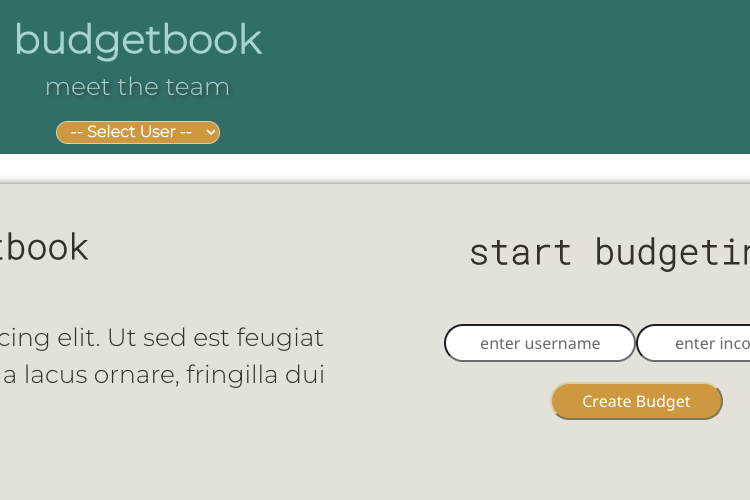 budgetbook
meet the team
-- Select User --
tbook
cing elit. Ut sed est feugiat
a lacus ornare, fringilla dui
start budgetin
enter username
enter inco
Create Budget